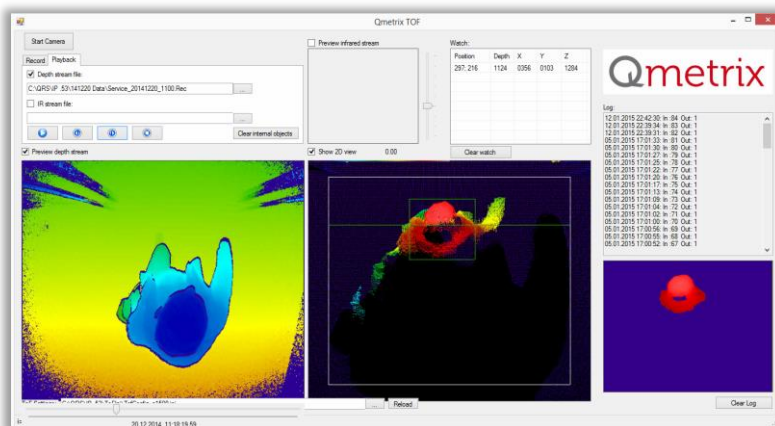 Qmetrix TOF
Start Camera
Record Playback
Depth stream file:
C:\QRS\IP .53\141220 Data\Service_20141220_1100.Rec
...
IR stream file:
...
Clear internal objects
Preview infrared stream
Watch:
Position Depth X Y Z
297; 216 1124 0356 0103 1284
Clear watch
Qmetrix
Log:
12.01.2015 22:42:30: In :84 Out: 1
12.01.2015 22:39:34: In :83 Out: 1
12.01.2015 22:39:31: In :82 Out: 1
05.01.2015 17:01:33: In :81 Out: 1
05.01.2015 17:01:30: In :80 Out: 1
05.01.2015 17:01:27: In :79 Out: 1
05.01.2015 17:01:25: In :78 Out: 1
05.01.2015 17:01:22: In :77 Out: 1
05.01.2015 17:01:20: In :76 Out: 1
05.01.2015 17:01:17: In :75 Out: 1
05.01.2015 17:01:13: In :74 Out: 1
05.01.2015 17:01:09: In :73 Out: 1
05.01.2015 17:01:04: In :72 Out: 1
05.01.2015 17:01:02: In :71 Out: 1
05.01.2015 17:01:00: In :70 Out: 1
05.01.2015 17:00:56: In :69 Out: 1
05.01.2015 17:00:55: In :68 Out: 1
05.01.2015 17:00:52: In :67 Out: 1
Preview depth stream
Show 2D view 0.00
... Reload
Clear Log
20.12.2014 11:18:19:59